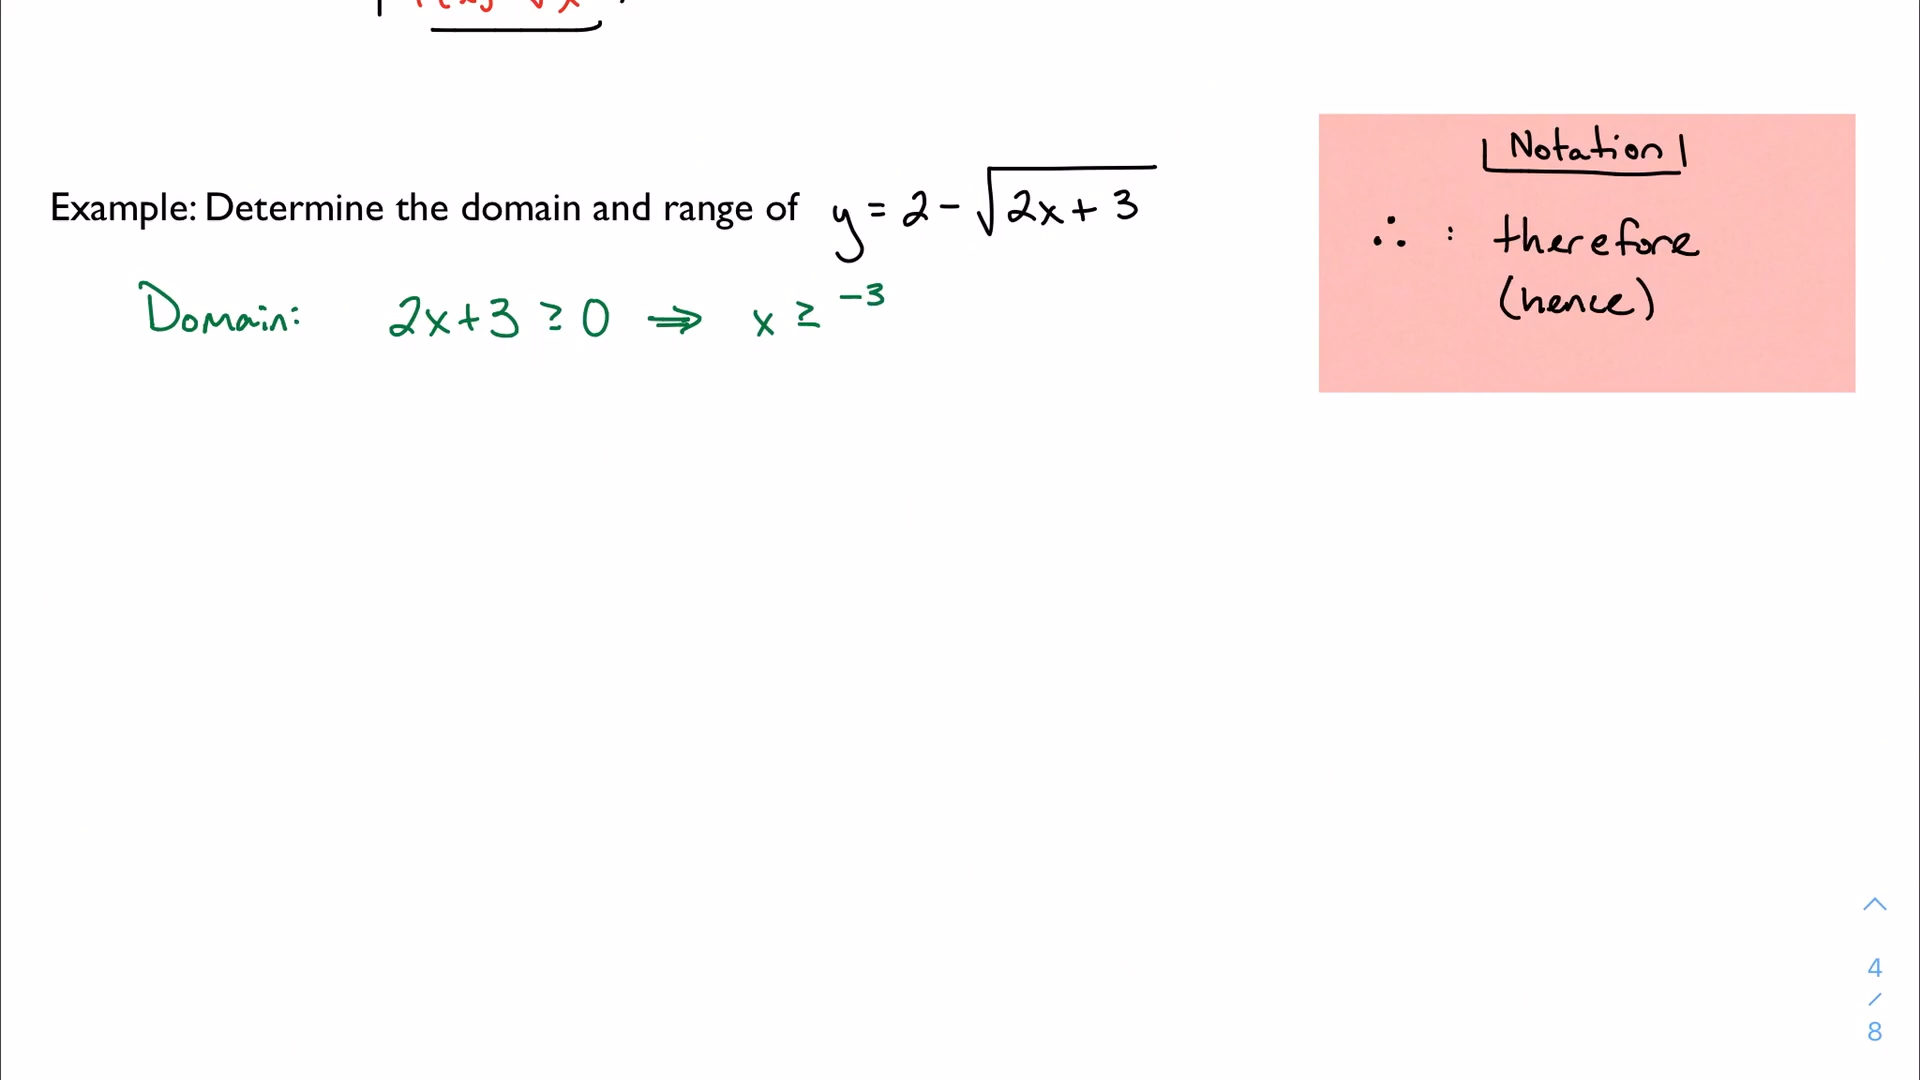 Notation
Example: Determine the domain and range of y = 2 - √2x + 3
∴ : therefore
(hence)
Domain: 2x+3 ≥ 0 ⇒ x ≥ -3
4
/
8